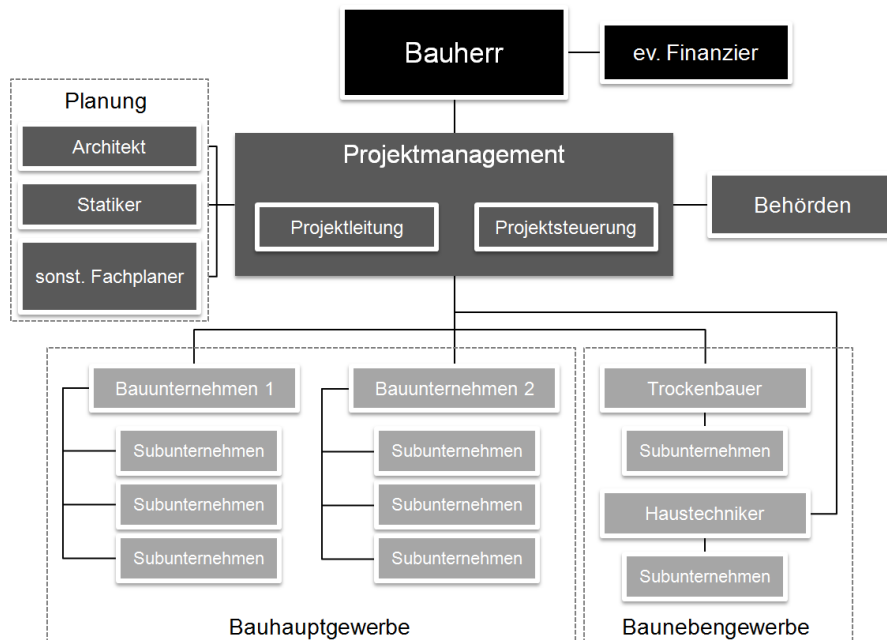 Bauherr
ev. Finanzier
Planung
Architekt
Statiker
sonst. Fachplaner
Projektmanagement
Projektleitung
Projektsteuerung
Behörden
Bauunternehmen 1
Subunternehmen
Subunternehmen
Subunternehmen
Bauunternehmen 2
Subunternehmen
Subunternehmen
Subunternehmen
Bauhauptgewerbe
Trockenbauer
Subunternehmen
Haustechniker
Subunternehmen
Baunebengewerbe